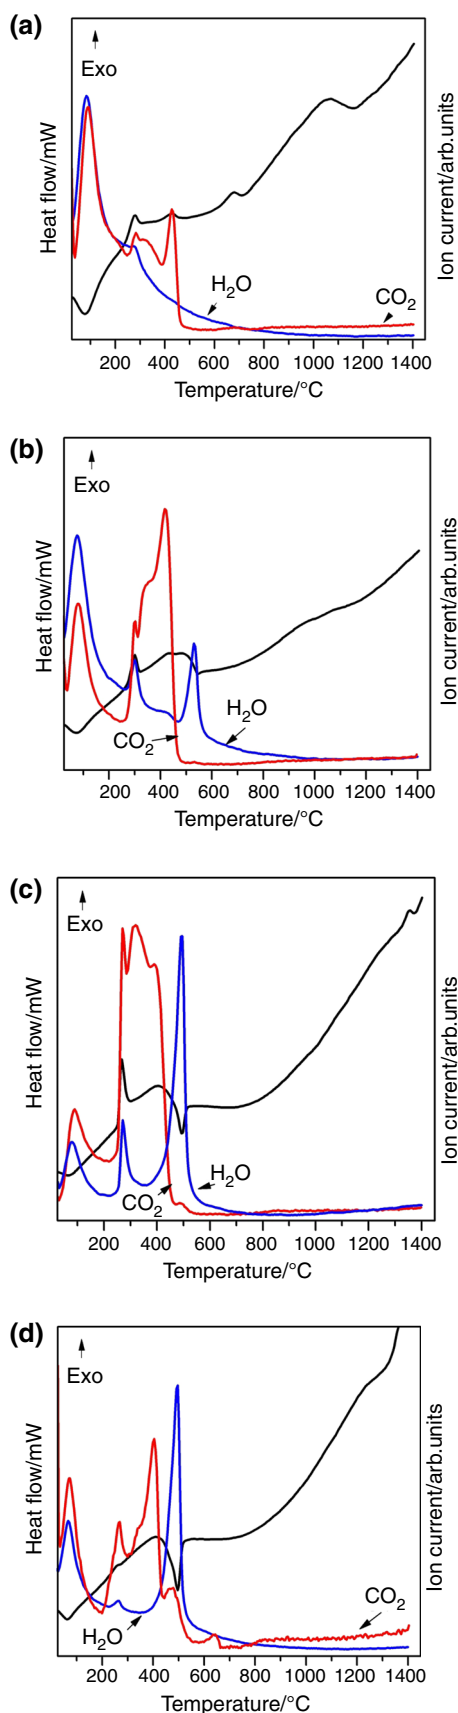 (a)
Exo
Heat flow/mW
Ion current/arb.units
H₂O
CO₂
200 400 600 800 1000 1200 1400
Temperature/°C
(b)
Exo
Heat flow/mW
Ion current/arb.units
H₂O
CO₂
200 400 600 800 1000 1200 1400
Temperature/°C
(c)
Exo
Heat flow/mW
Ion current/arb.units
H₂O
CO₂
200 400 600 800 1000 1200 1400
Temperature/°C
(d)
Exo
Heat flow/mW
Ion current/arb.units
CO₂
H₂O
200 400 600 800 1000 1200 1400
Temperature/°C